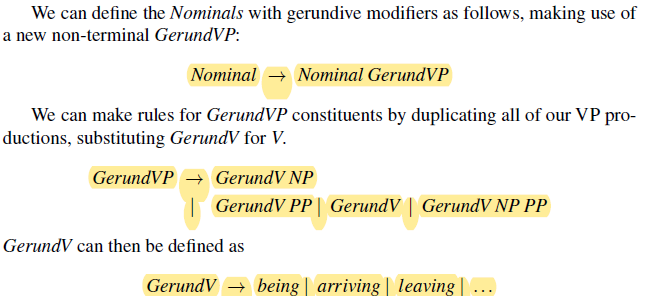 We can define the Nominals with gerundive modifiers as follows, making use of
a new non-terminal GerundVP:
Nominal → Nominal GerundVP
We can make rules for GerundVP constituents by duplicating all of our VP pro-
ductions, substituting GerundV for V.
GerundVP → GerundV NP
| GerundV PP | GerundV | GerundV NP PP
GerundV can then be defined as
GerundV → being | arriving | leaving | ...